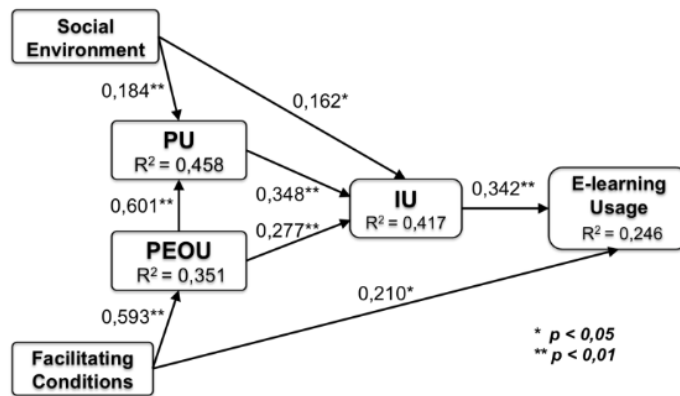 Social
Environment
0,184**
0,162*
PU
R² = 0,458
0,348**
0,601**
IU
R² = 0,417
0,342**
E-learning
Usage
R² = 0,246
0,277**
PEOU
R² = 0,351
0,593**
0,210*
Facilitating
Conditions
* p < 0,05
** p < 0,01